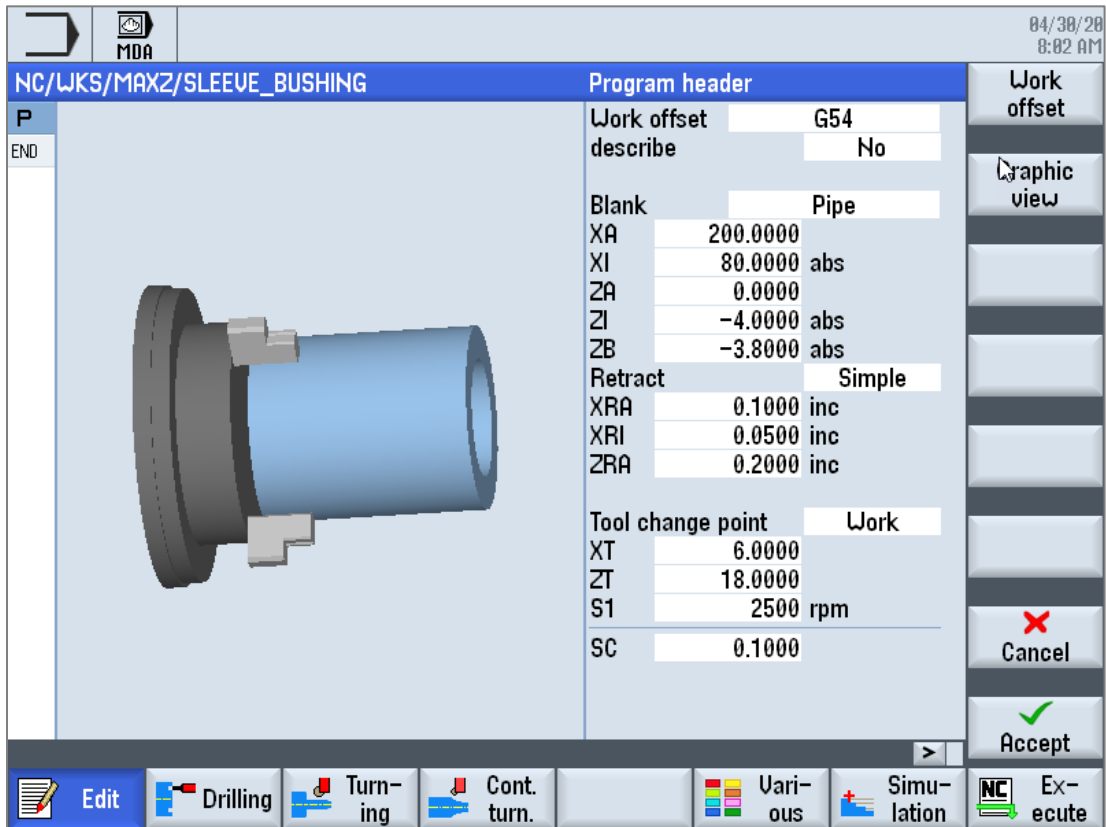 MDA
04/30/20
8:02 AM
NC/WKS/MAXZ/SLEEVE_BUSHING
Program header
P
END
Work offset G54
describe No
Blank Pipe
XA 200.0000
XI 80.0000 abs
ZA 0.0000
ZI -4.0000 abs
ZB -3.8000 abs
Retract Simple
XRA 0.1000 inc
XRI 0.0500 inc
ZRA 0.2000 inc
Tool change point Work
XT 6.0000
ZT 18.0000
S1 2500 rpm
SC 0.1000
Work
offset
Graphic
view
Cancel
Accept
>
Edit
Drilling
Turn-
ing
Cont.
turn.
Vari-
ous
Simu-
lation
NC
Ex-
ecute